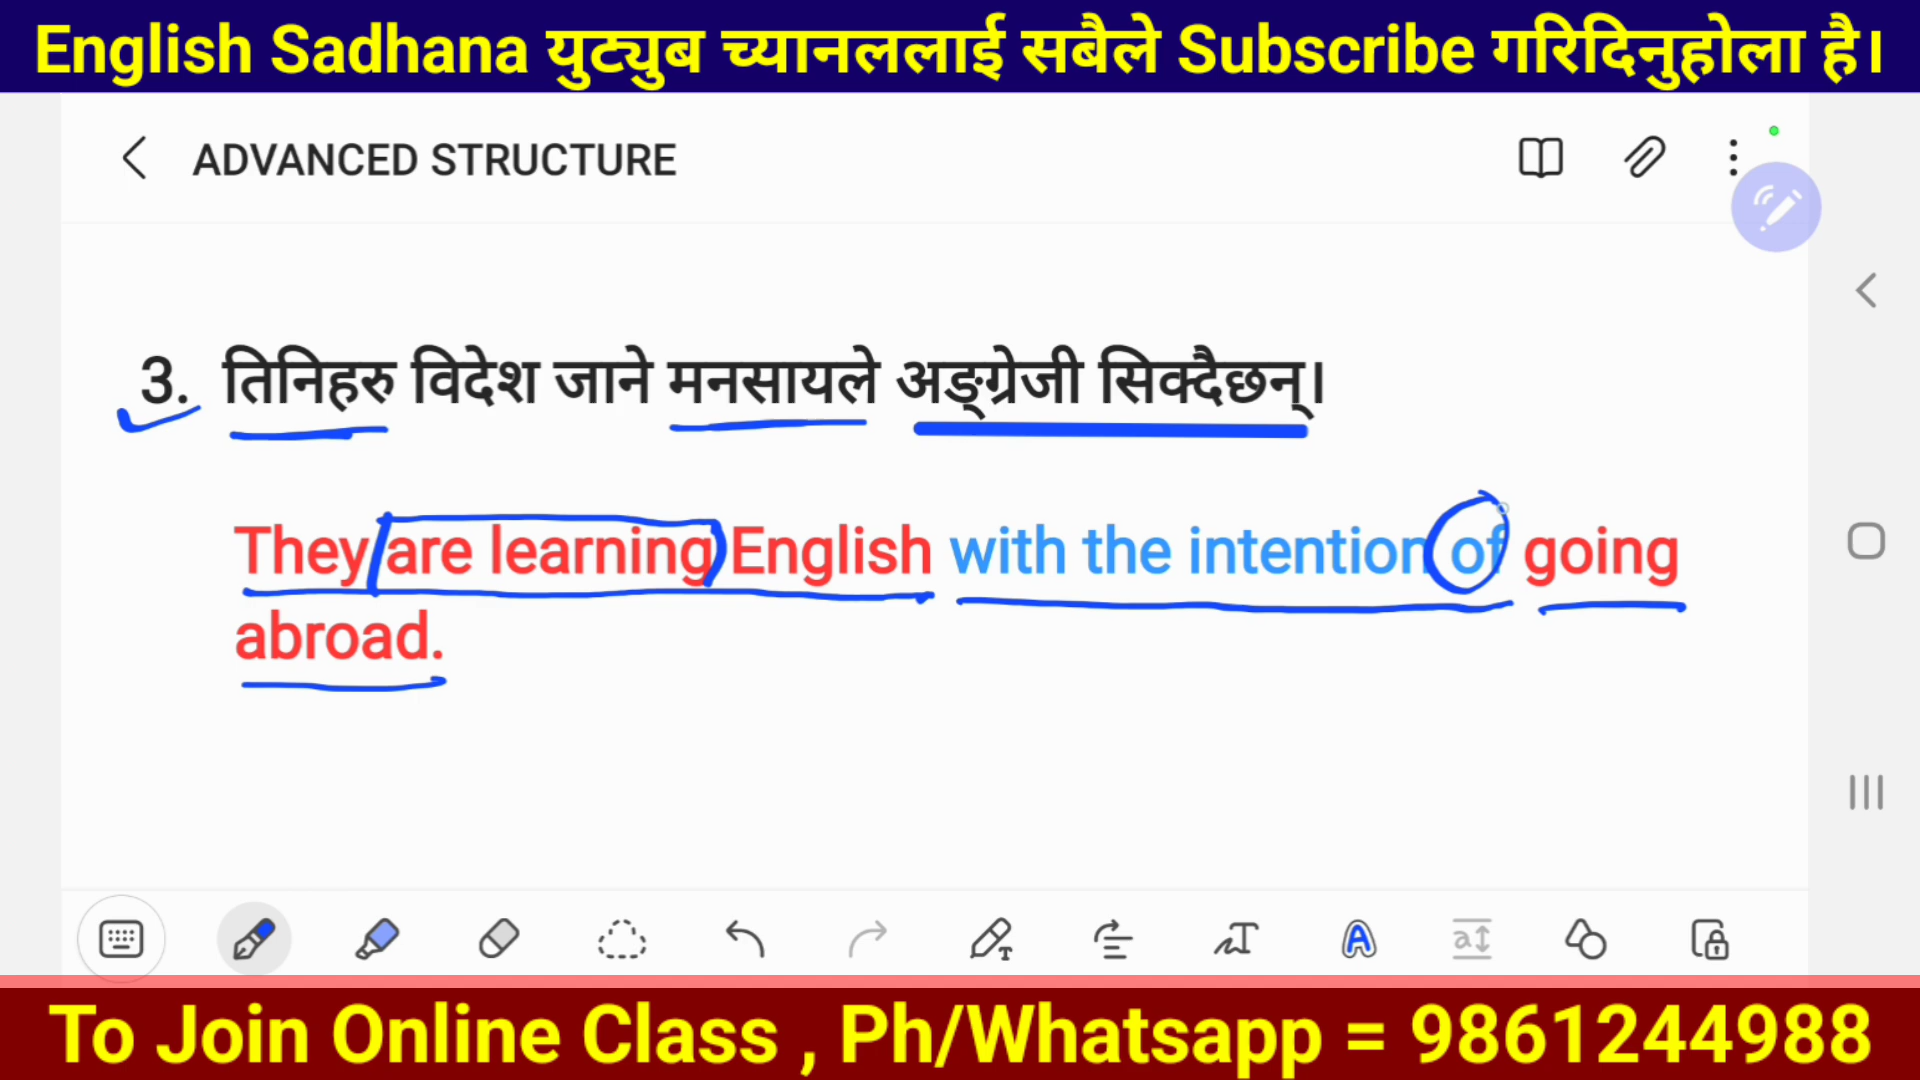 English Sadhana युट्युब च्यानललाई सबैले Subscribe गरिदिनुहोला है।
ADVANCED STRUCTURE
3. तिनिहरु विदेश जाने मनसायले अङ्ग्रेजी सिक्दैछन्।
They are learning English with the intention of going
abroad.
To Join Online Class , Ph/Whatsapp = 9861244988